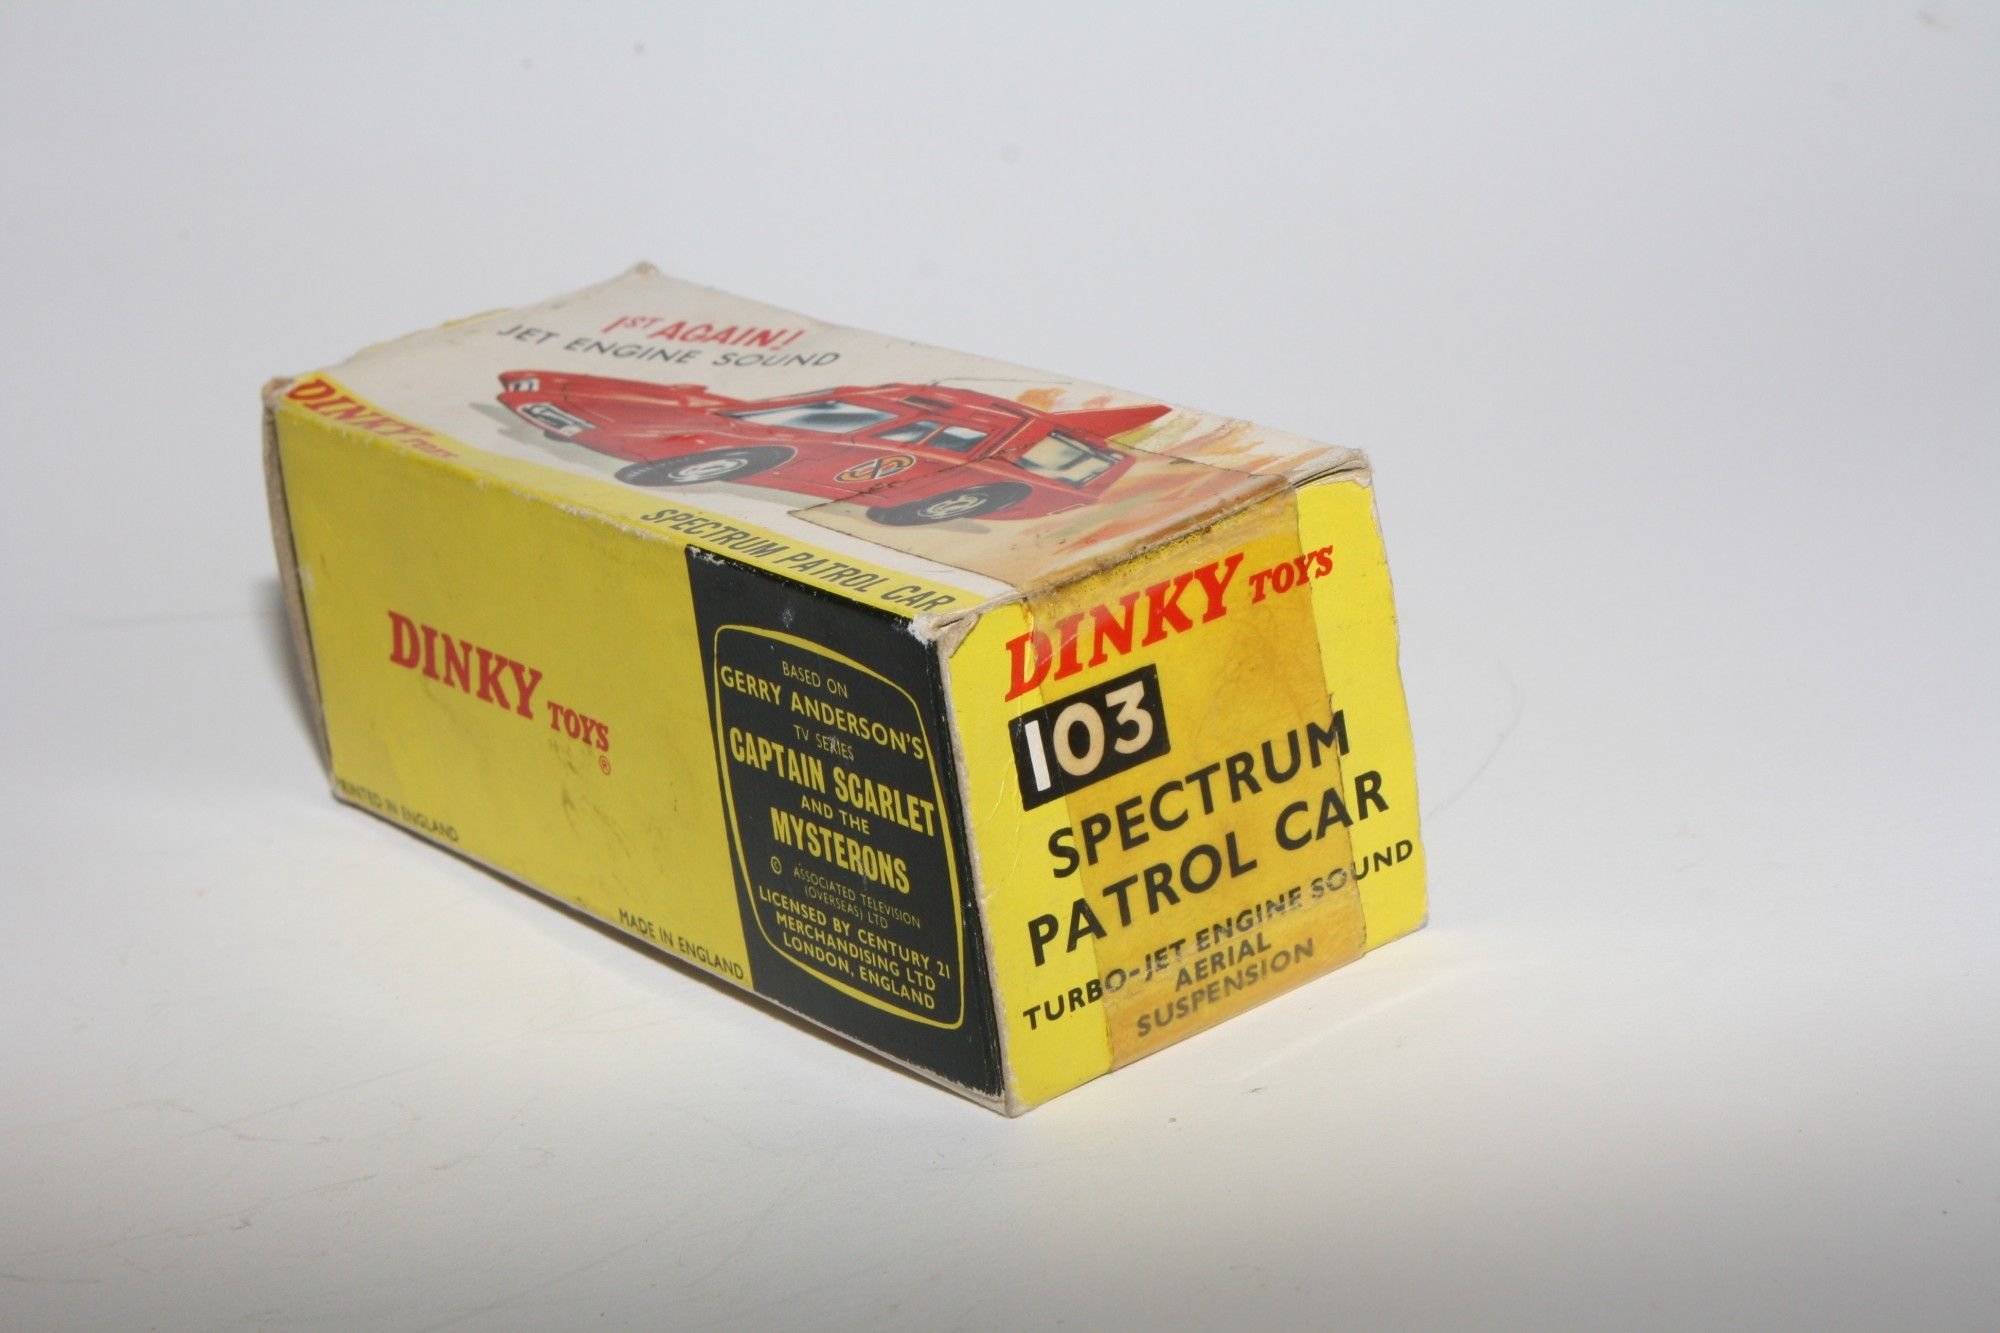 1ST AGAIN!
JET ENGINE SOUND
DINKY TOYS
SPECTRUM PATROL CAR
DINKY TOYS®
PRINTED IN ENGLAND
MADE IN ENGLAND
BASED ON
GERRY ANDERSON'S
TV SERIES
CAPTAIN SCARLET
AND THE
MYSTERONS
© ASSOCIATED TELEVISION
(OVERSEAS) LTD
LICENSED BY CENTURY 21
MERCHANDISING LTD
LONDON, ENGLAND
DINKY TOYS
103
SPECTRUM
PATROL CAR
TURBO-JET ENGINE SOUND
AERIAL
SUSPENSION